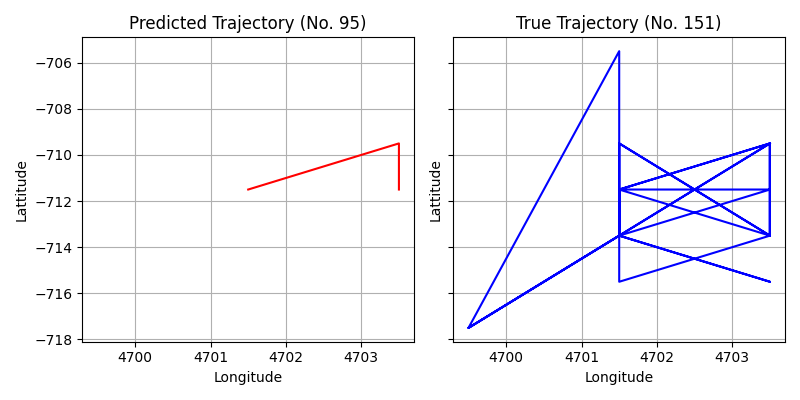 Predicted Trajectory (No. 95)
True Trajectory (No. 151)
Lattitude
−706
−708
−710
−712
−714
−716
−718
4700
4701
4702
4703
Longitude
Lattitude
4700
4701
4702
4703
Longitude